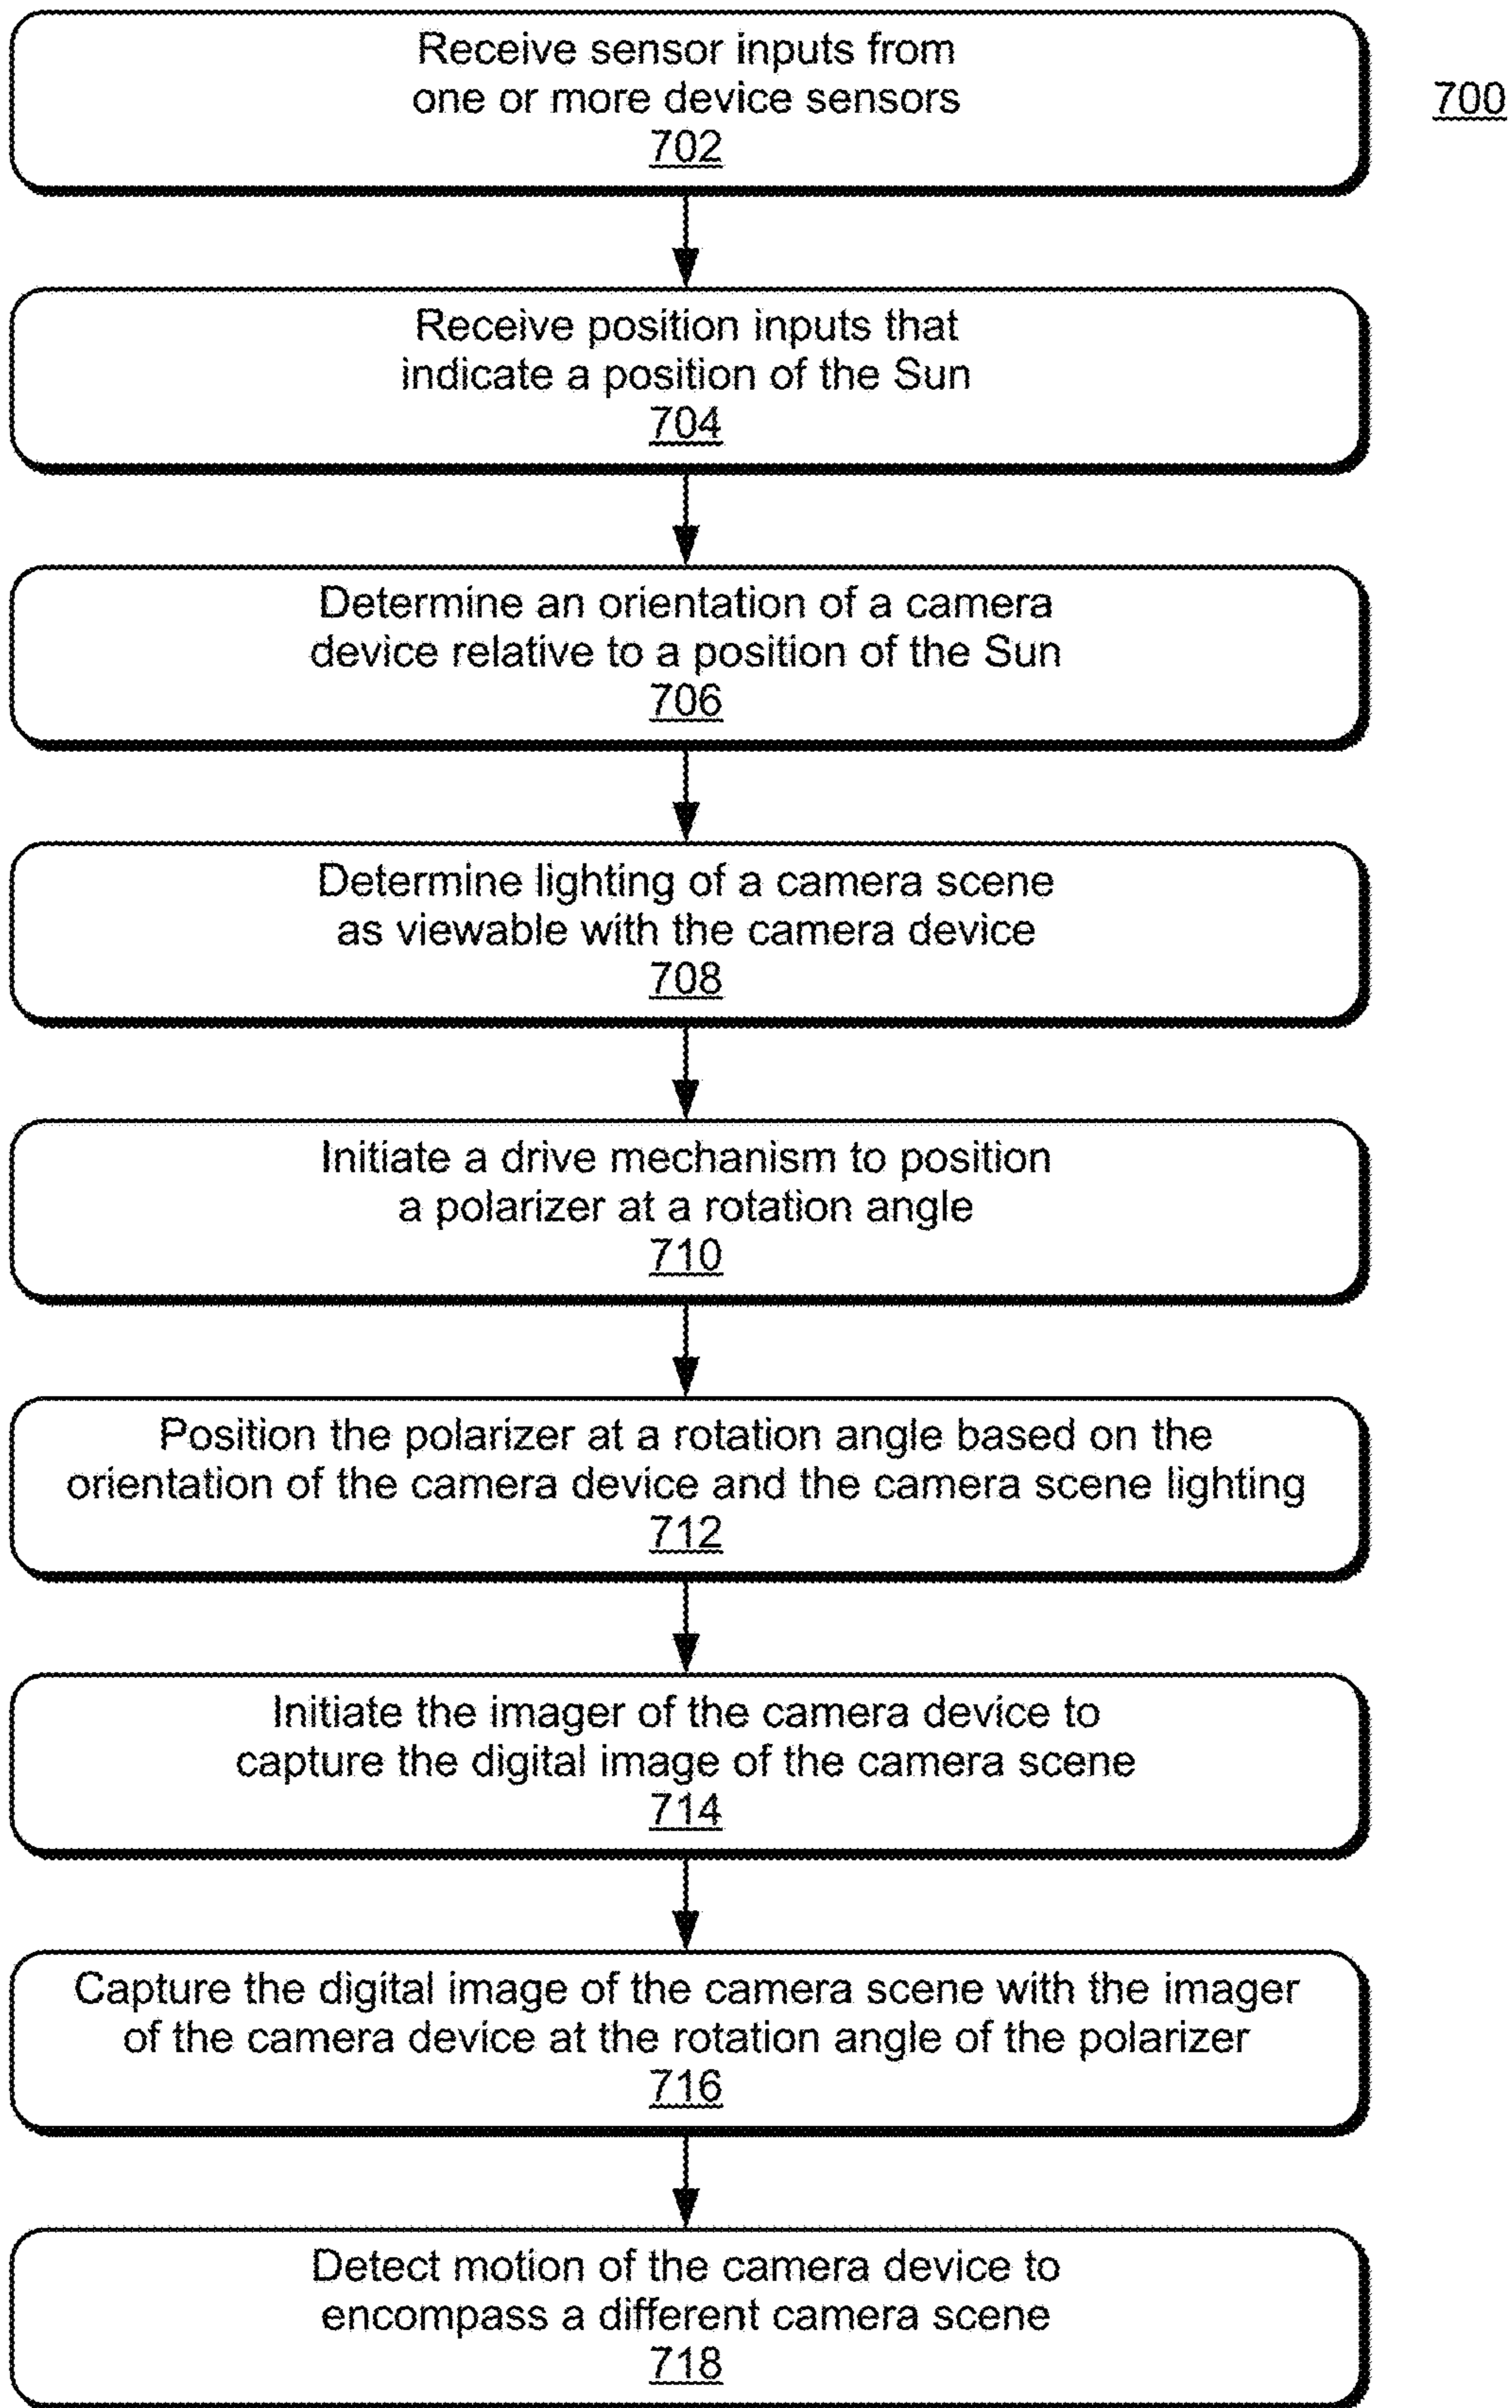 Receive sensor inputs from
one or more device sensors
702
700
Receive position inputs that
indicate a position of the Sun
704
Determine an orientation of a camera
device relative to a position of the Sun
706
Determine lighting of a camera scene
as viewable with the camera device
708
Initiate a drive mechanism to position
a polarizer at a rotation angle
710
Position the polarizer at a rotation angle based on the
orientation of the camera device and the camera scene lighting
712
Initiate the imager of the camera device to
capture the digital image of the camera scene
714
Capture the digital image of the camera scene with the imager
of the camera device at the rotation angle of the polarizer
716
Detect motion of the camera device to
encompass a different camera scene
718